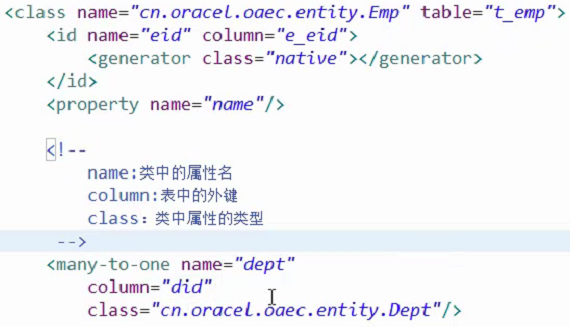 <class name="cn.oracel.oaec.entity.Emp" table="t_emp">
<id name="eid" column="e_eid">
<generator class="native"></generator>
</id>
<property name="name"/>
<!--
name:类中的属性名
column:表中的外键
class：类中属性的类型
-->
<many-to-one name="dept"
column="did"
class="cn.oracel.oaec.entity.Dept"/>